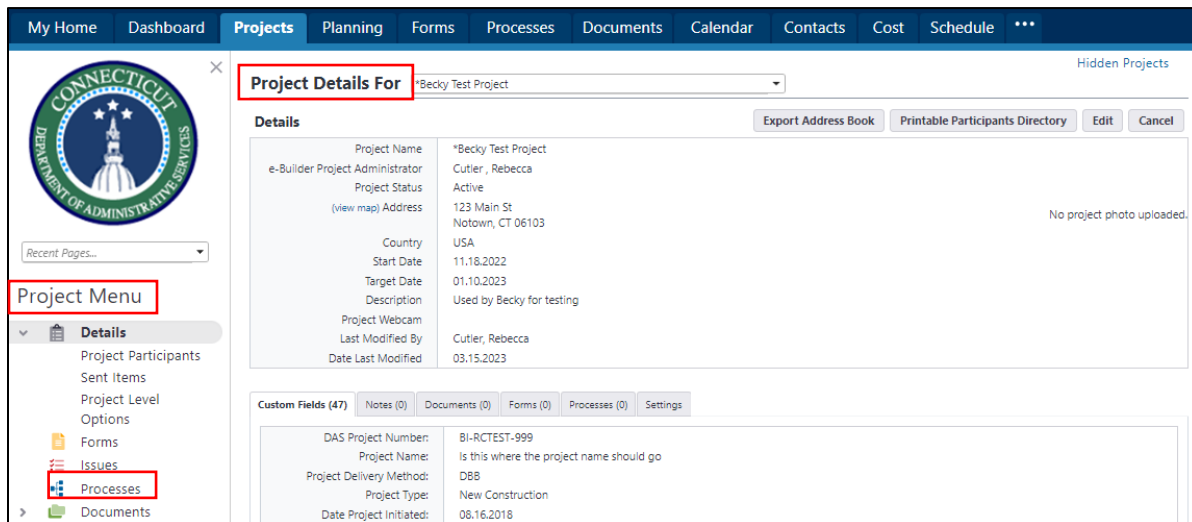 My Home Dashboard Projects Planning Forms Processes Documents Calendar Contacts Cost Schedule •••
CONNECTICUT
DEPARTMENT OF ADMINISTRATIVE SERVICES
Recent Pages...
Project Menu
Details
Project Participants
Sent Items
Project Level
Options
Forms
Issues
Processes
Documents
Hidden Projects
Project Details For *Becky Test Project
Details Export Address Book Printable Participants Directory Edit Cancel
Project Name *Becky Test Project
e-Builder Project Administrator Cutler , Rebecca
Project Status Active
(view map) Address 123 Main St
Notown, CT 06103
No project photo uploaded.
Country USA
Start Date 11.18.2022
Target Date 01.10.2023
Description Used by Becky for testing
Project Webcam
Last Modified By Cutler, Rebecca
Date Last Modified 03.15.2023
Custom Fields (47) Notes (0) Documents (0) Forms (0) Processes (0) Settings
DAS Project Number: BI-RCTEST-999
Project Name: Is this where the project name should go
Project Delivery Method: DBB
Project Type: New Construction
Date Project Initiated: 08.16.2018